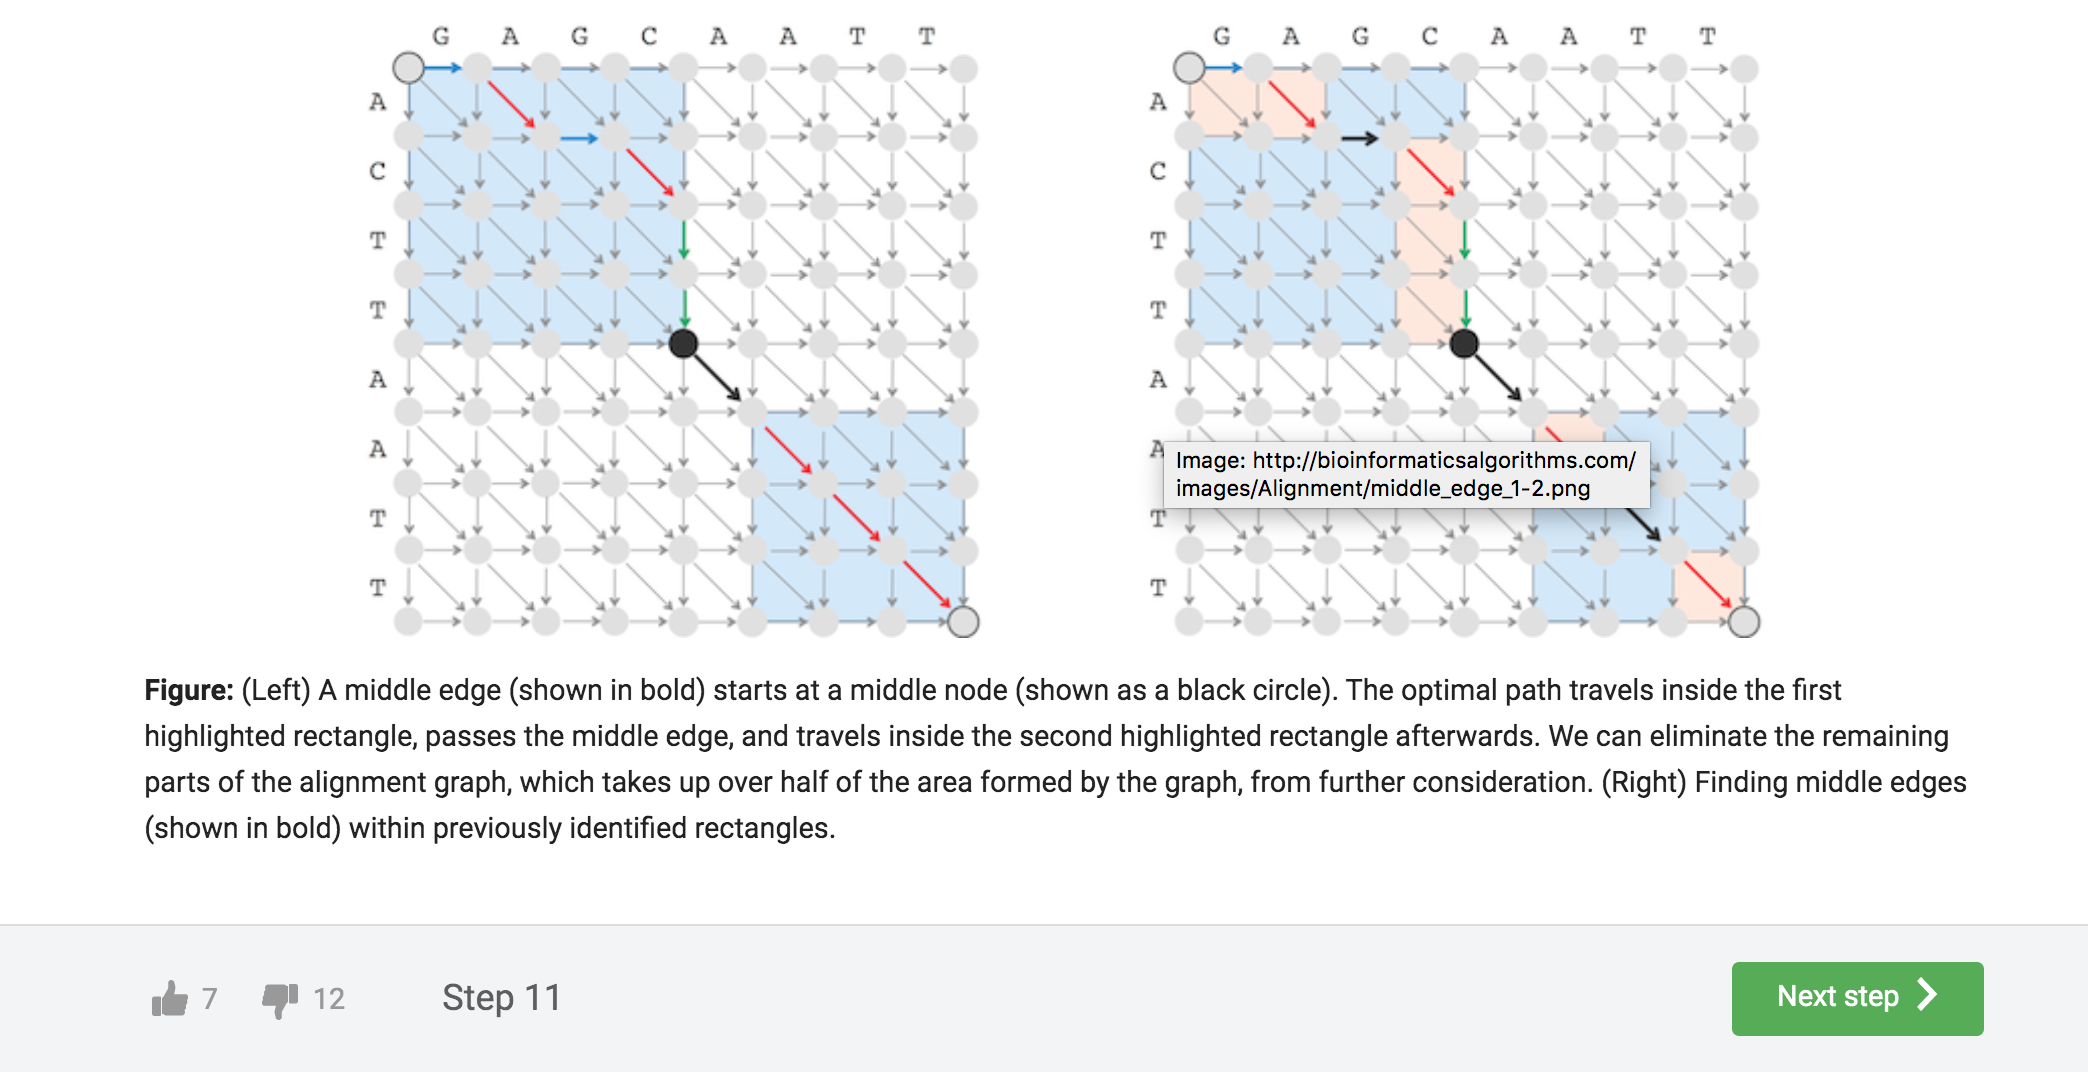 G A G C A A T T
G A G C A A T T
A
C
T
T
A
A
T
T
A
C
T
T
A
A
T
T
Image: http://bioinformaticsalgorithms.com/
images/Alignment/middle_edge_1-2.png
Figure: (Left) A middle edge (shown in bold) starts at a middle node (shown as a black circle). The optimal path travels inside the first
highlighted rectangle, passes the middle edge, and travels inside the second highlighted rectangle afterwards. We can eliminate the remaining
parts of the alignment graph, which takes up over half of the area formed by the graph, from further consideration. (Right) Finding middle edges
(shown in bold) within previously identified rectangles.
7 12 Step 11 Next step